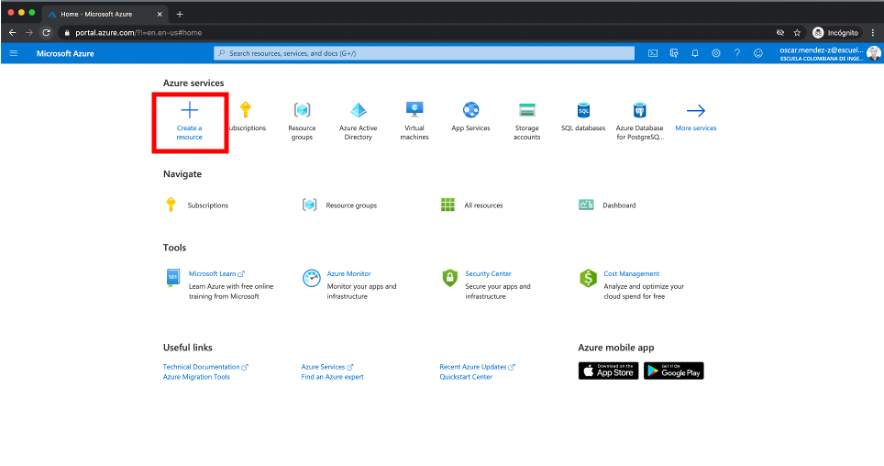 Home - Microsoft Azure
portal.azure.com/?l=en.en-us#home
Incógnito
Microsoft Azure
Search resources, services, and docs (G+/)
oscar.mendez-z@escuel...
ESCUELA COLOMBIANA DE INGE...
Azure services
Create a resource
ubscriptions
Resource groups
Azure Active Directory
Virtual machines
App Services
Storage accounts
SQL
SQL databases
Azure Database for PostgreSQ...
More services
Navigate
Subscriptions
Resource groups
All resources
Dashboard
Tools
101
Microsoft Learn
Learn Azure with free online
training from Microsoft
Azure Monitor
Monitor your apps and
infrastructure
Security Center
Secure your apps and
infrastructure
$
Cost Management
Analyze and optimize your
cloud spend for free
Useful links
Technical Documentation
Azure Migration Tools
Azure Services
Find an Azure expert
Recent Azure Updates
Quickstart Center
Azure mobile app
Download on the
App Store
GET IT ON
Google Play